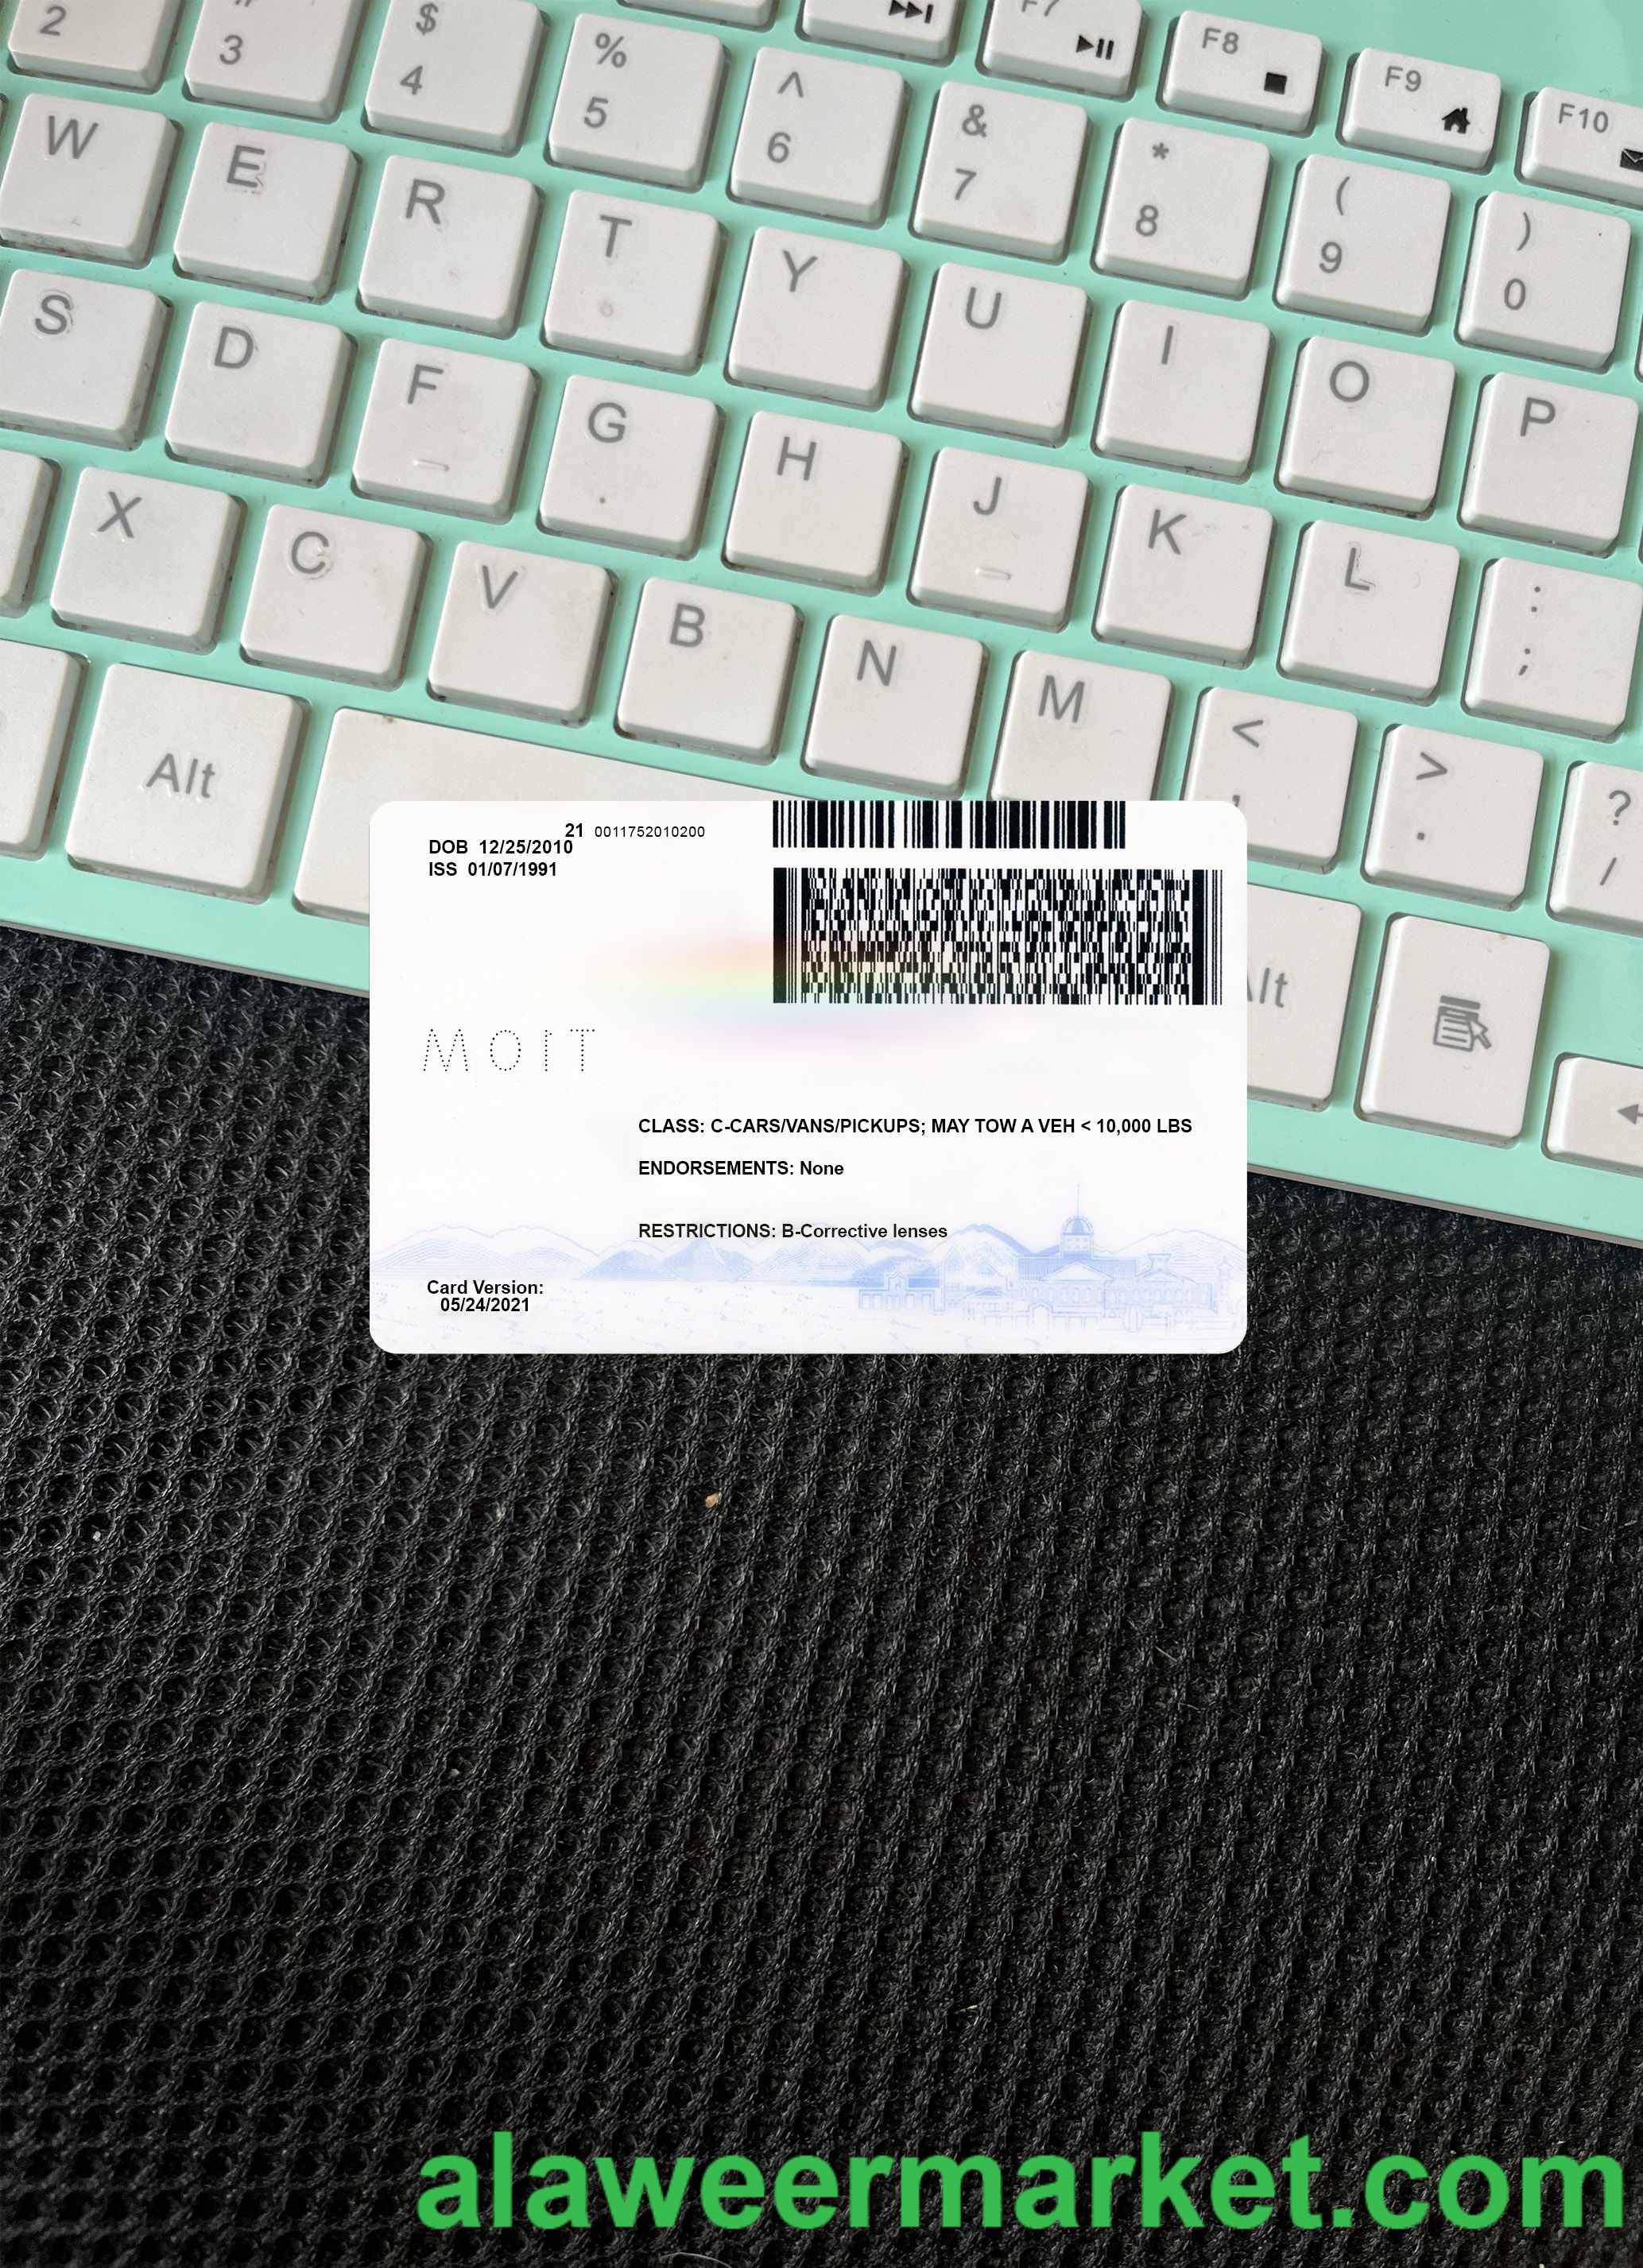 2 # 3 $ 4 % 5 ^ 6 & 7 * 8 ( 9 ) 0
F7 F8 F9 F10
W E R T Y U I O P
S D F G H J K L : ;
X C V B N M < , > . ? /
Alt
Alt
21 0011752010200
DOB 12/25/2010
ISS 01/07/1991
MOIT
CLASS: C-CARS/VANS/PICKUPS; MAY TOW A VEH < 10,000 LBS
ENDORSEMENTS: None
RESTRICTIONS: B-Corrective lenses
Card Version:
05/24/2021
alaweermarket.com